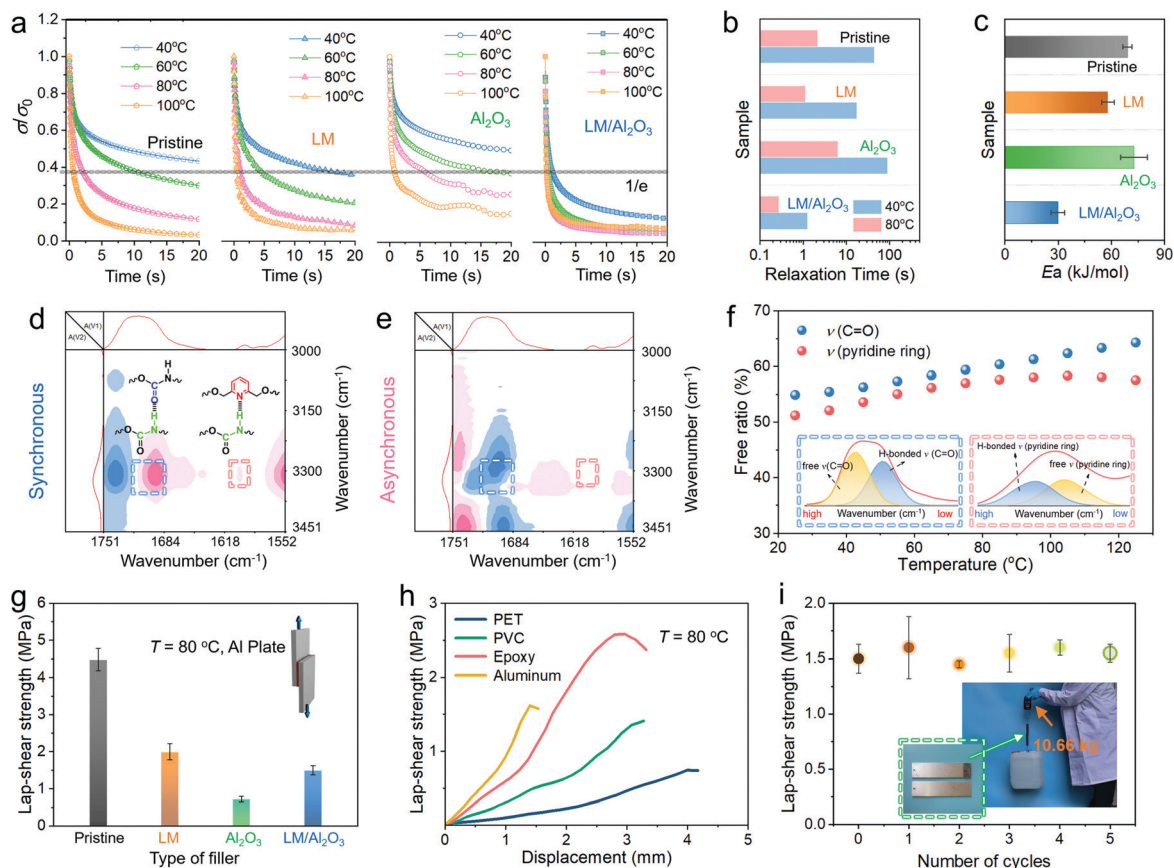 a
σ/σ0
1.2
1.0
0.8
0.6
0.4
0.2
0.0
40°C
60°C
80°C
100°C
Pristine
40°C
60°C
80°C
100°C
LM
40°C
60°C
80°C
100°C
Al2O3
40°C
60°C
80°C
100°C
LM/Al2O3
1/e
0 5 10 15 20
0 5 10 15 20
0 5 10 15 20
0 5 10 15 20
Time (s)
Time (s)
Time (s)
Time (s)
b
Sample
Pristine
LM
Al2O3
LM/Al2O3
40°C
80°C
0.1 1 10 100
Relaxation Time (s)
c
Sample
Pristine
LM
Al2O3
LM/Al2O3
0 30 60 90
Ea (kJ/mol)
d
Synchronous
A(V1)
A(V2)
H
O
N
O
H
O
N
O
O
N
O
H
O
N
O
3000
3150
3300
3451
Wavenumber (cm-1)
1751 1684 1618 1552
Wavenumber (cm-1)
e
Asynchronous
A(V1)
A(V2)
3000
3150
3300
3451
Wavenumber (cm-1)
1751 1684 1618 1552
Wavenumber (cm-1)
f
Free ratio (%)
70
60
50
40
30
ν (C=O)
ν (pyridine ring)
free ν(C=O)
H-bonded ν (C=O)
high
Wavenumber (cm-1)
low
H-bonded ν (pyridine ring)
free ν (pyridine ring)
high
Wavenumber (cm-1)
low
30 45 60 75 90 105 120
Temperature (°C)
g
Lap-shear strength (MPa)
6
5
4
3
2
1
0
T = 80 °C, Al Plate
Pristine LM Al2O3 LM/Al2O3
Type of filler
h
Lap-shear strength (MPa)
3
2
1
0
PET
PVC
Epoxy
Aluminum
T = 80 °C
0 1 2 3 4 5
Displacement (mm)
i
Lap-shear strength (MPa)
2.0
1.5
1.0
0.5
0.0
10.66 kg
0 1 2 3 4 5
Number of cycles